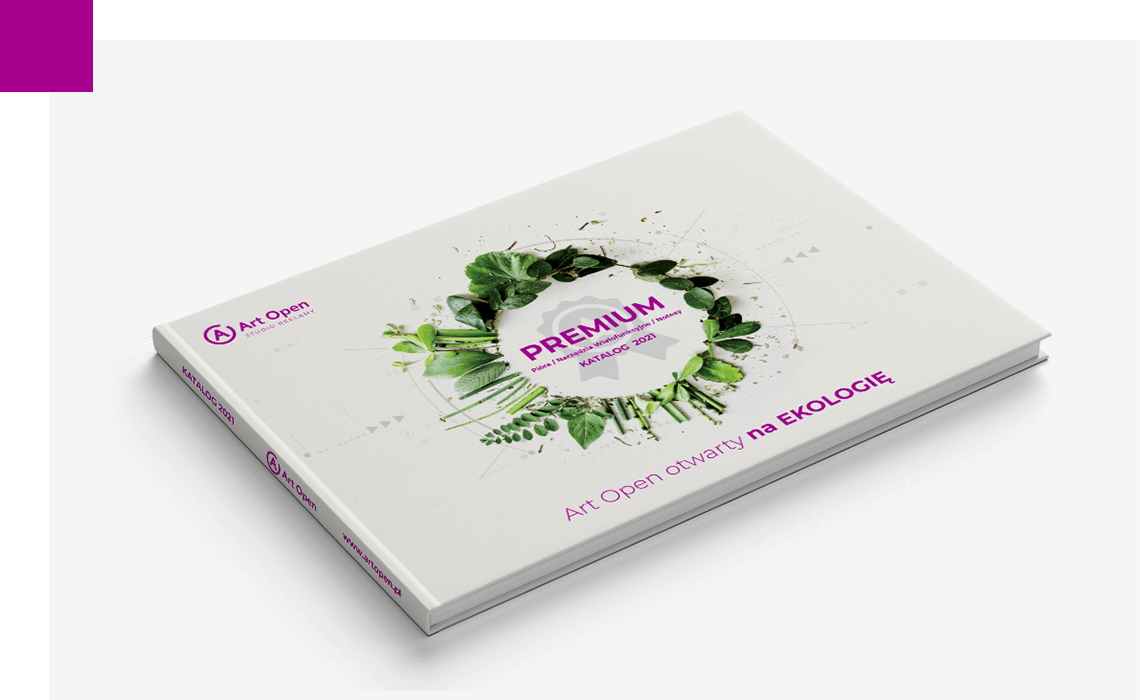 Art Open
STUDIO REKLAMY
PREMIUM
Pióra / Narzędzia Wielofunkcyjne / Notesy
KATALOG 2021
Art Open otwarty na EKOLOGIĘ
KATALOG 2021
Art Open
www.artopen.pl